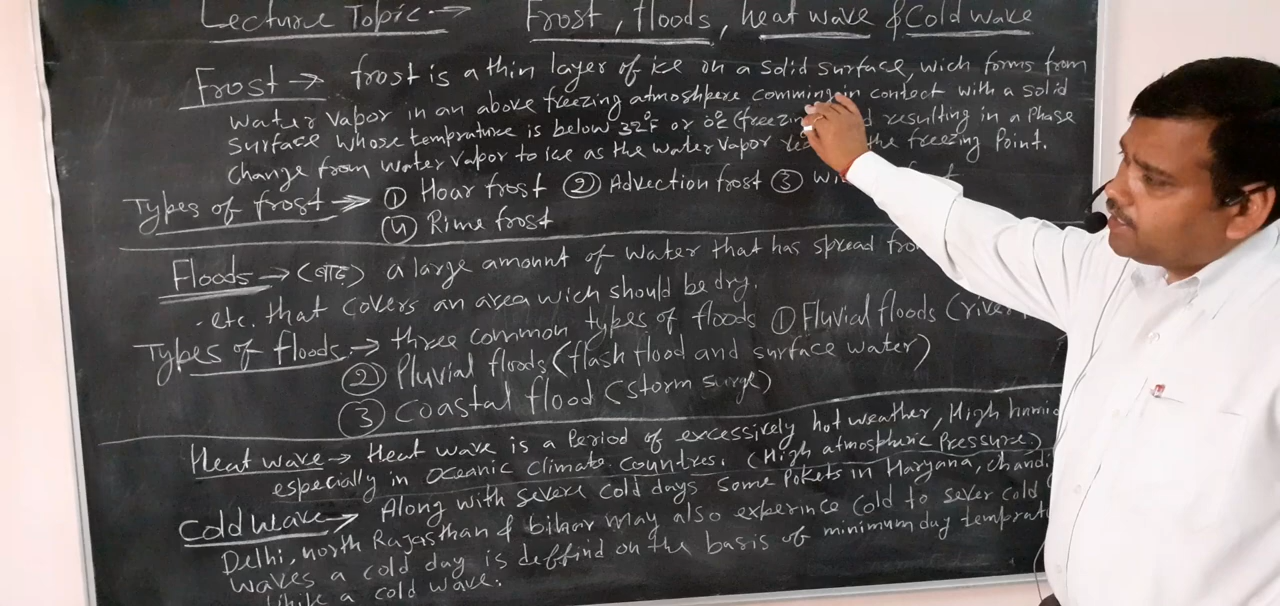 Lecture Topic → Frost, floods, heat wave & Cold wave
Frost → frost is a thin layer of ice on a solid surface, wich forms from
water vapor in an above freezing atmoshpere comming in contect with a solid
surface whose temprature is below 32°F or 0°C (freezing resulting in a Phase
change from water vapor to ice as the water vapor the freezing Point.
Types of frost → ① Hoar frost ② Advection frost ③
④ Rime frost
Floods → (बाढ़) a large amount of water that has spread from
etc. that covers an area wich should be dry.
Types of floods → three common types of floods ① Fluvial floods (river
② Pluvial floods (flash flood and surface water)
③ Coastal flood (storm surge)
Heat wave → Heat wave is a Period of excessively hot weather, High humid
especially in oceanic climate countres. (High atmosphuric Pressure)
Cold wave → Along with severe cold days some Pokets in Haryana, chandi
Delhi, north Rajasthan & bihar may also experince cold to sever cold
waves a cold day is deffind on the basis of minimum day temprat
while a cold wave.